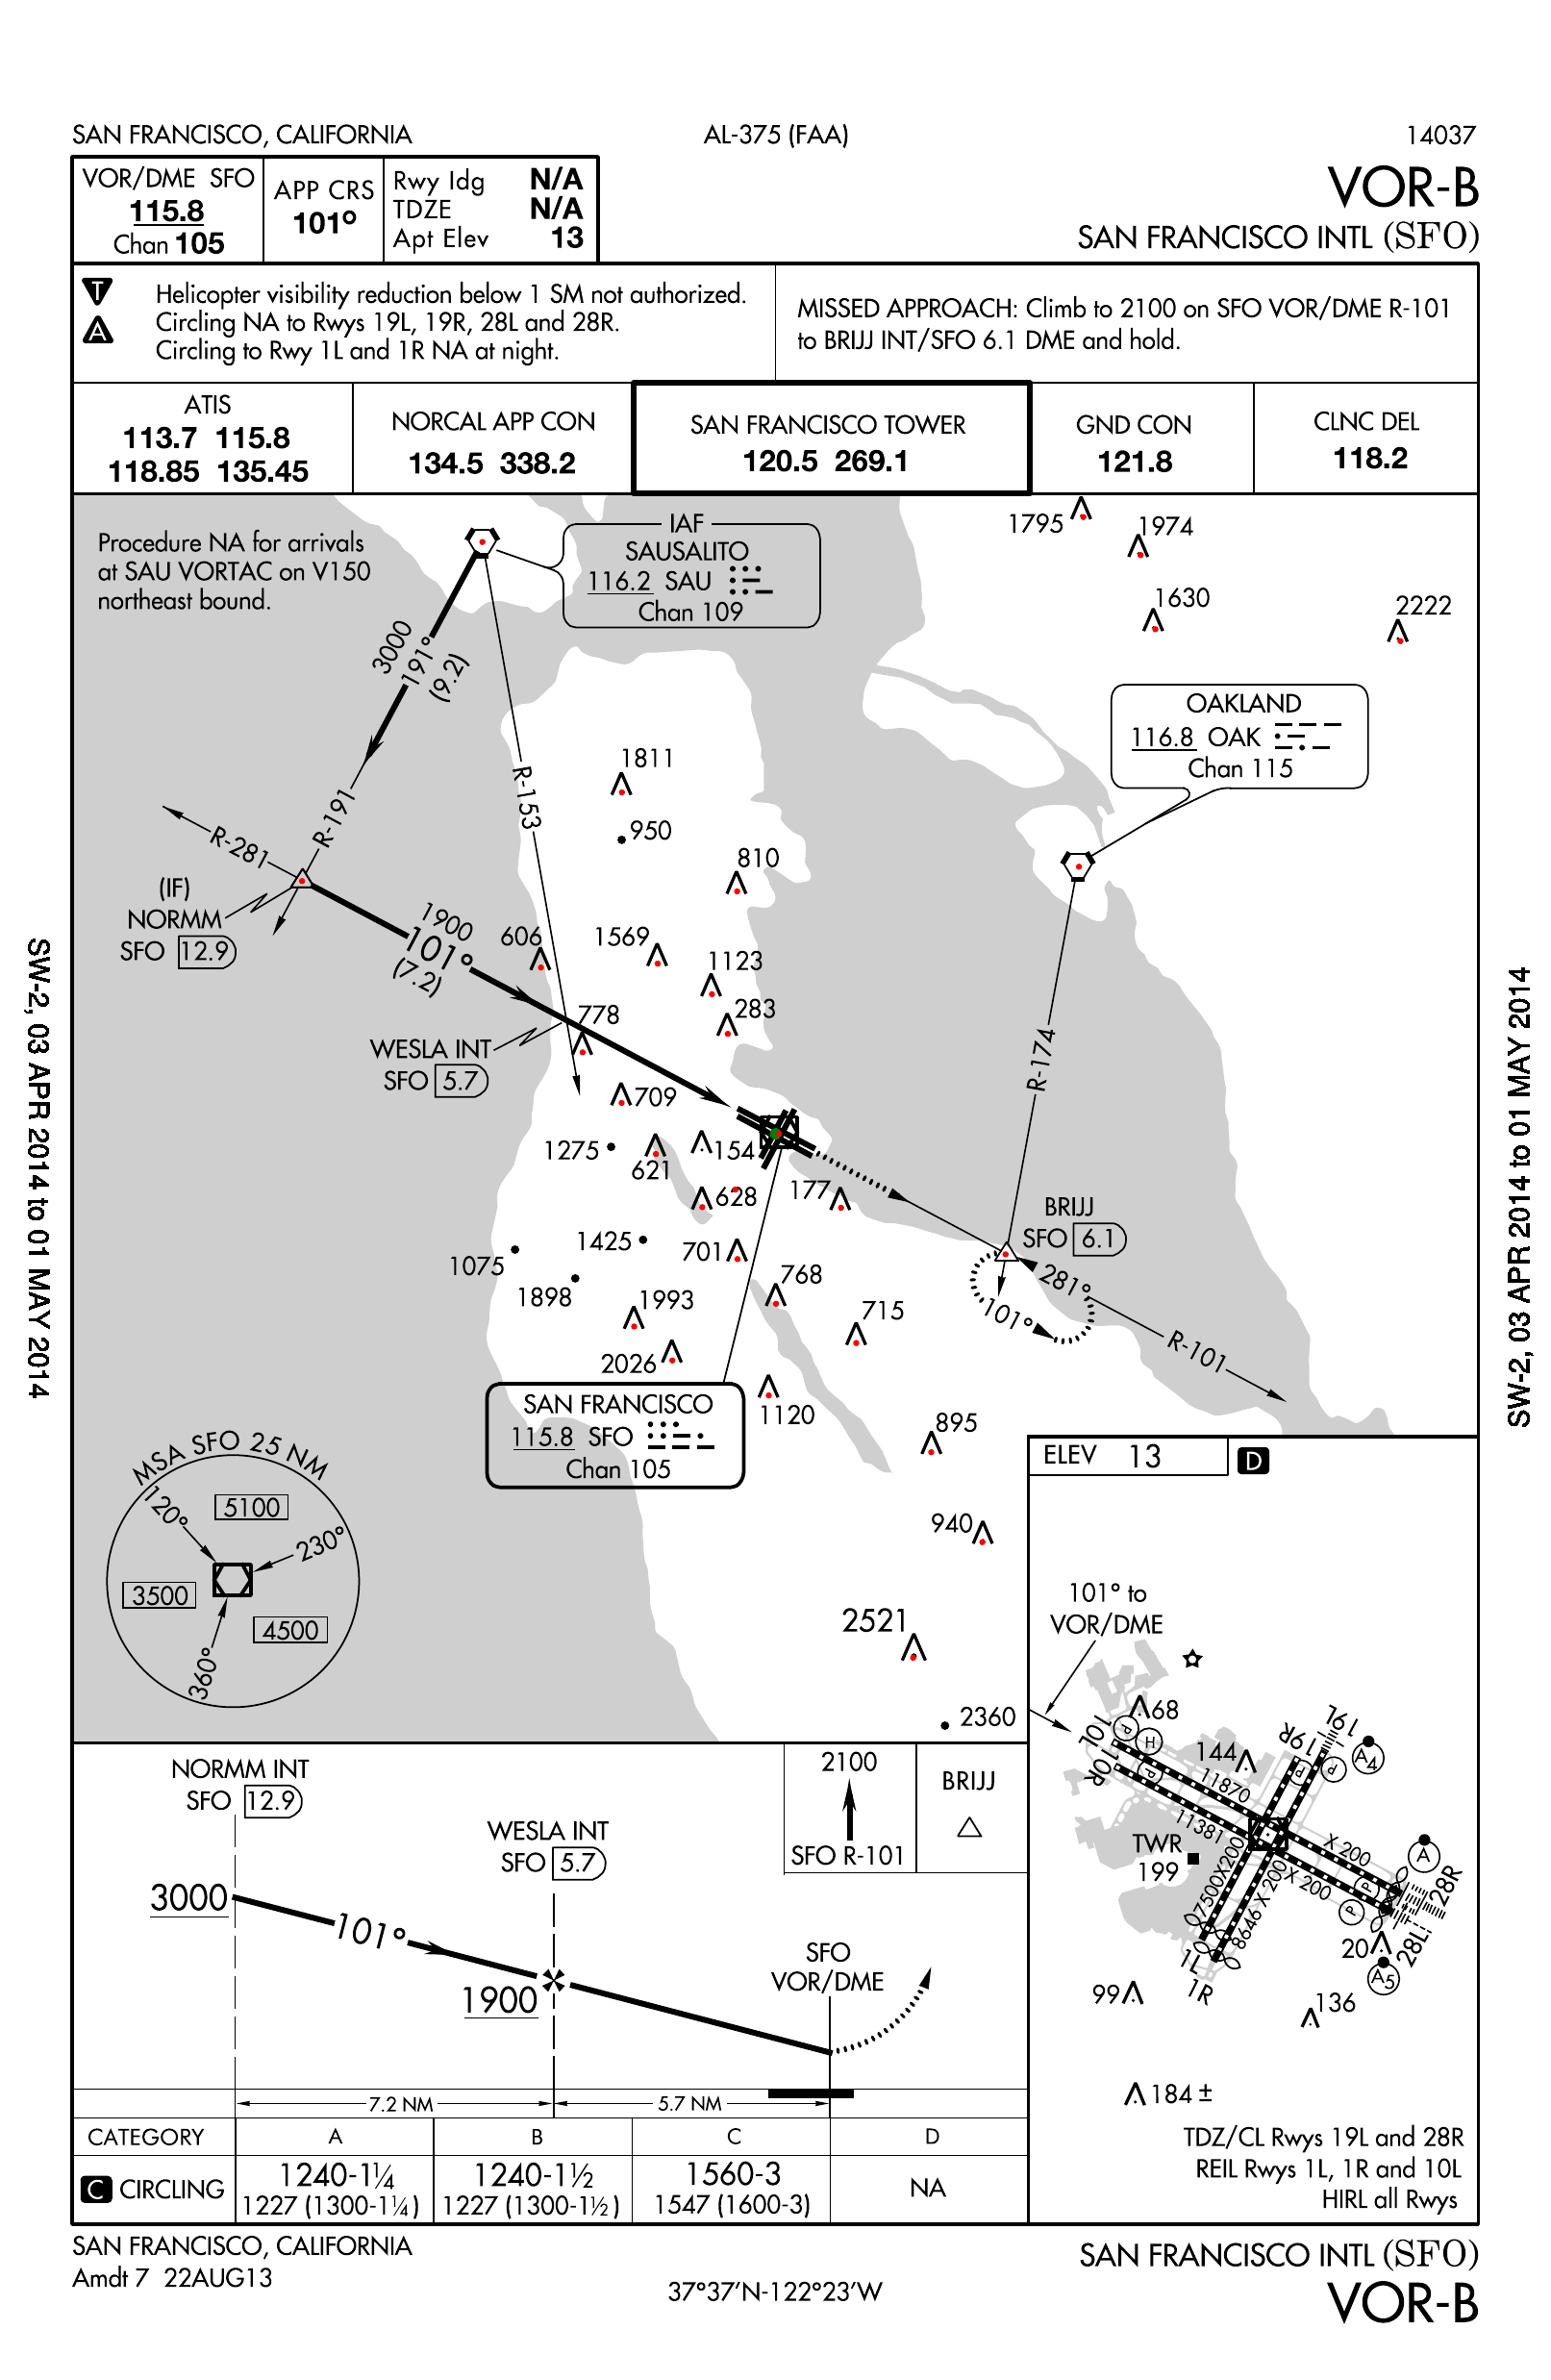 SAN FRANCISCO, CALIFORNIA
AL-375 (FAA)
14037
VOR-B
SAN FRANCISCO INTL (SFO)
VOR/DME SFO
115.8
Chan 105
APP CRS
101°
Rwy Idg N/A
TDZE N/A
Apt Elev 13
T
A
Helicopter visibility reduction below 1 SM not authorized.
Circling NA to Rwys 19L, 19R, 28L and 28R.
Circling to Rwy 1L and 1R NA at night.
MISSED APPROACH: Climb to 2100 on SFO VOR/DME R-101
to BRIJJ INT/SFO 6.1 DME and hold.
ATIS
113.7 115.8
118.85 135.45
NORCAL APP CON
134.5 338.2
SAN FRANCISCO TOWER
120.5 269.1
GND CON
121.8
CLNC DEL
118.2
Procedure NA for arrivals
at SAU VORTAC on V150
northeast bound.
IAF
SAUSALITO
116.2 SAU
Chan 109
1795
1974
1630
2222
3000
191°
(9.2)
R-153
R-191
R-281
OAKLAND
116.8 OAK
Chan 115
1811
950
810
(IF)
NORMM
SFO 12.9
1900
101°
(7.2)
606
1569
1123
283
778
WESLA INT
SFO 5.7
709
R-174
1275
621
154
628
177
BRIJJ
SFO 6.1
281°
101°
R-101
1075
1425
701
1898
768
1993
715
2026
1120
SAN FRANCISCO
115.8 SFO
Chan 105
895
940
2521
2360
MSA SFO 25 NM
120°
5100
230°
3500
4500
360°
ELEV 13
D
101° to
VOR/DME
68
10L
10R
P
H
P
144
19R
19L
P
P
A4
11870
11381
X 200
X 200
TWR
199
7500X200
8646 X 200
A
P
P
28R
28L
20
A5
1L
1R
99
136
184 ±
TDZ/CL Rwys 19L and 28R
REIL Rwys 1L, 1R and 10L
HIRL all Rwys
NORMM INT
SFO 12.9
3000
101°
WESLA INT
SFO 5.7
1900
SFO
VOR/DME
2100
SFO R-101
BRIJJ
7.2 NM
5.7 NM
CATEGORY A B C D
C CIRCLING 1240-1¼ 1240-1½ 1560-3 NA
1227 (1300-1¼) 1227 (1300-1½) 1547 (1600-3)
SAN FRANCISCO, CALIFORNIA
Amdt 7 22AUG13
37°37'N-122°23'W
SAN FRANCISCO INTL (SFO)
VOR-B
SW-2, 03 APR 2014 to 01 MAY 2014
SW-2, 03 APR 2014 to 01 MAY 2014